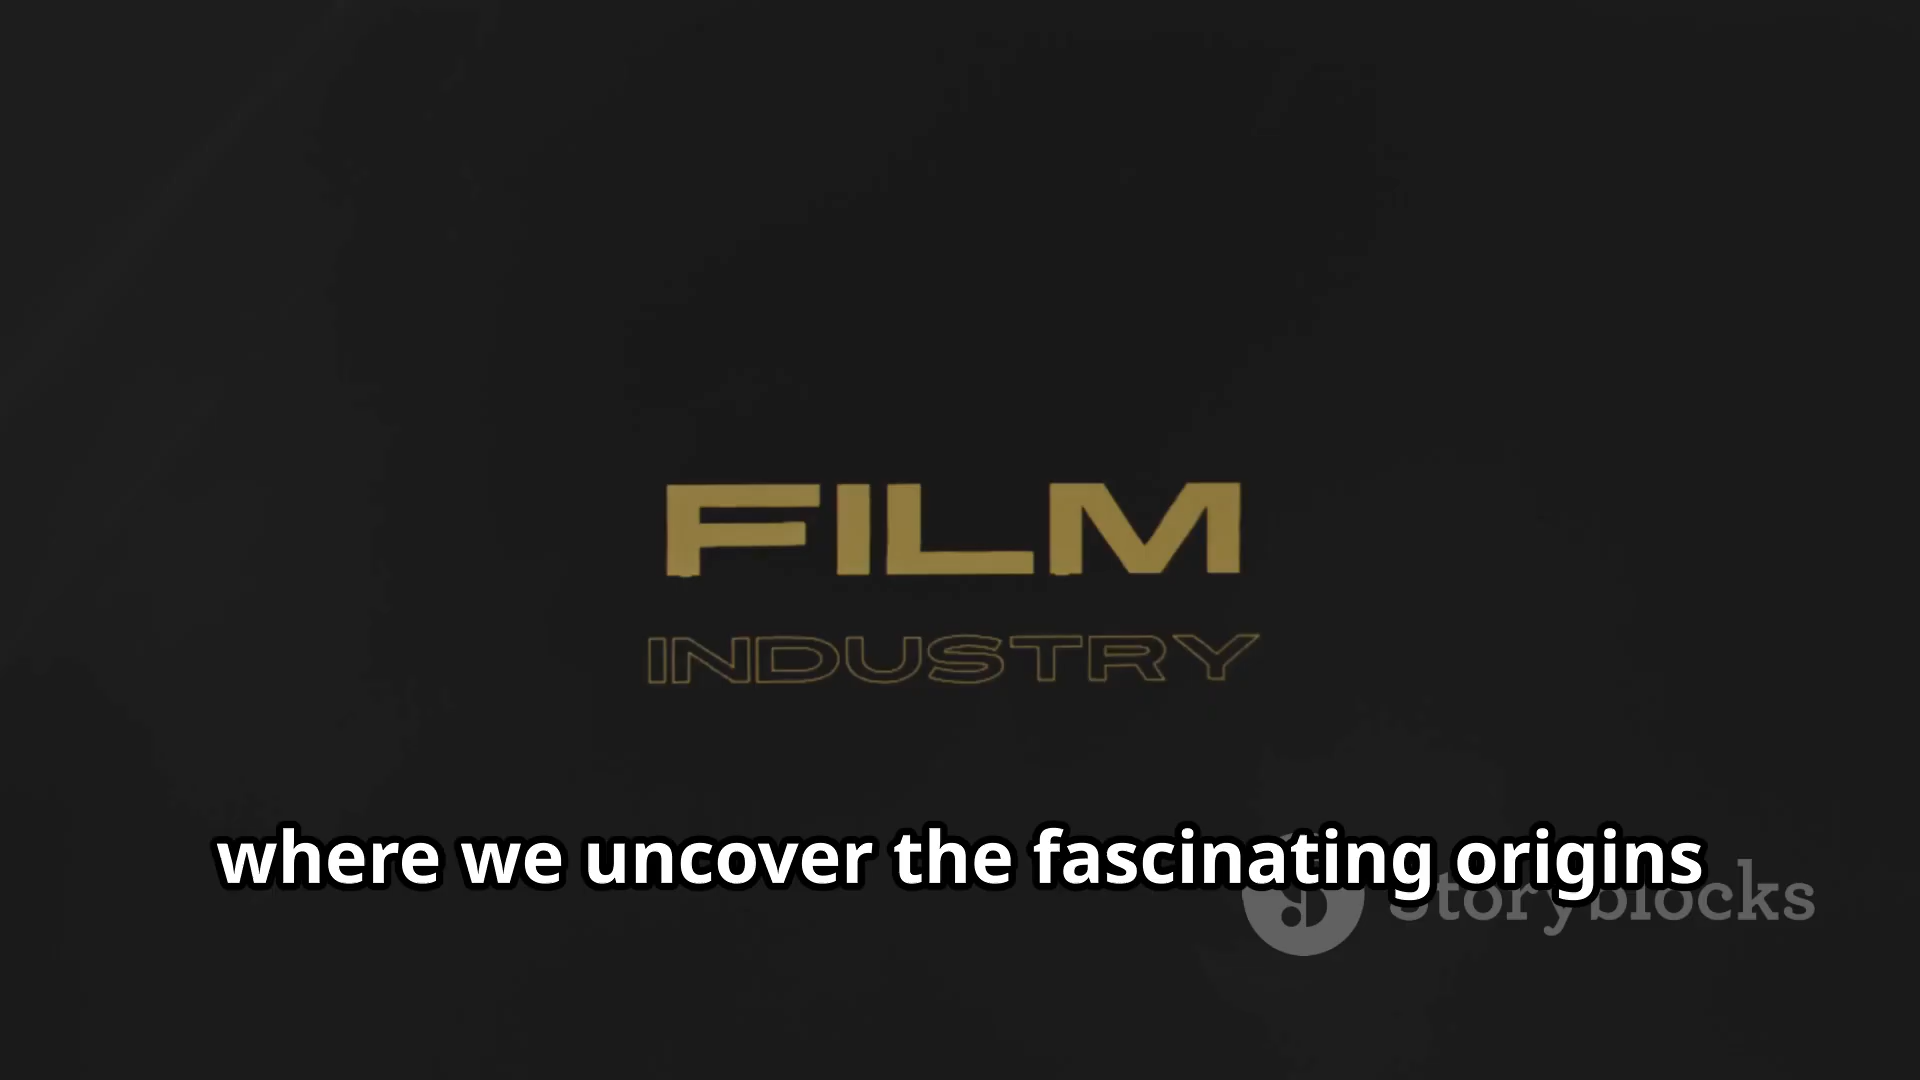 FILM
INDUSTRY
where we uncover the fascinating origins
Storyblocks